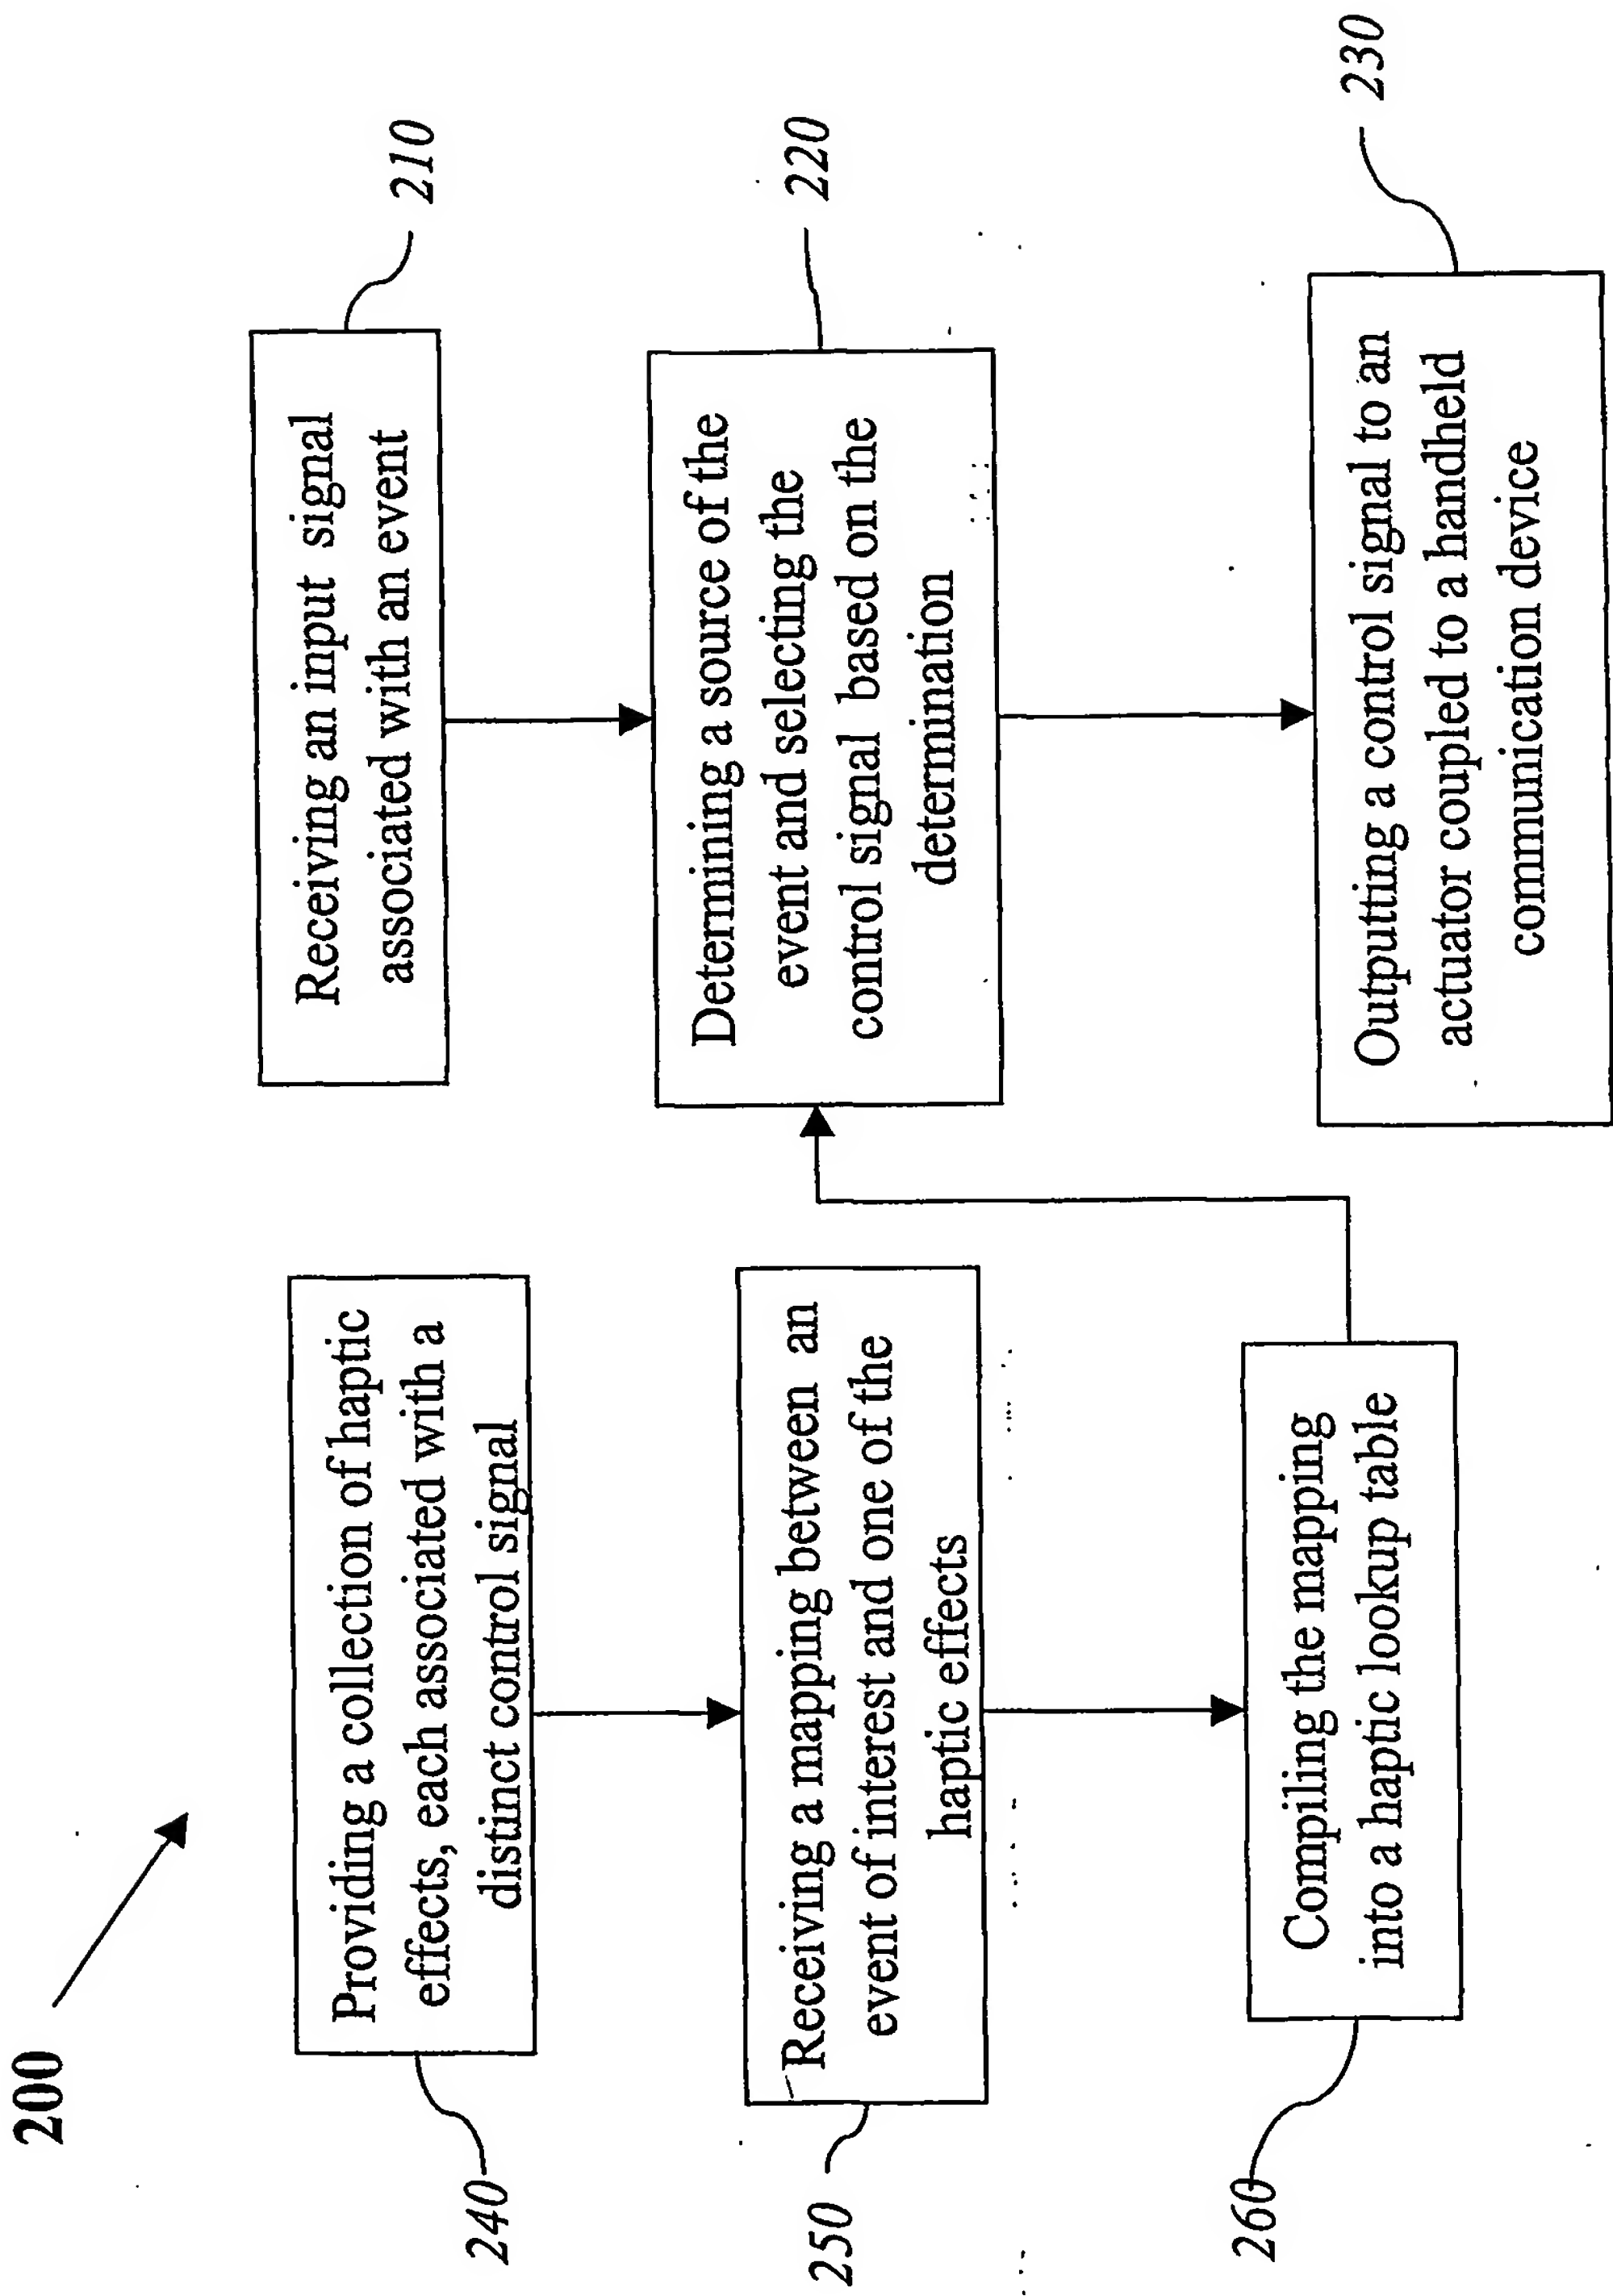 200
Providing a collection of haptic
effects, each associated with a
distinct control signal
240
Receiving a mapping between an
event of interest and one of the
haptic effects
250
Compiling the mapping
into a haptic lookup table
260
Receiving an input signal
associated with an event
210
Determining a source of the
event and selecting the
control signal based on the
determination
220
Outputting a control signal to an
actuator coupled to a handheld
communication device
230